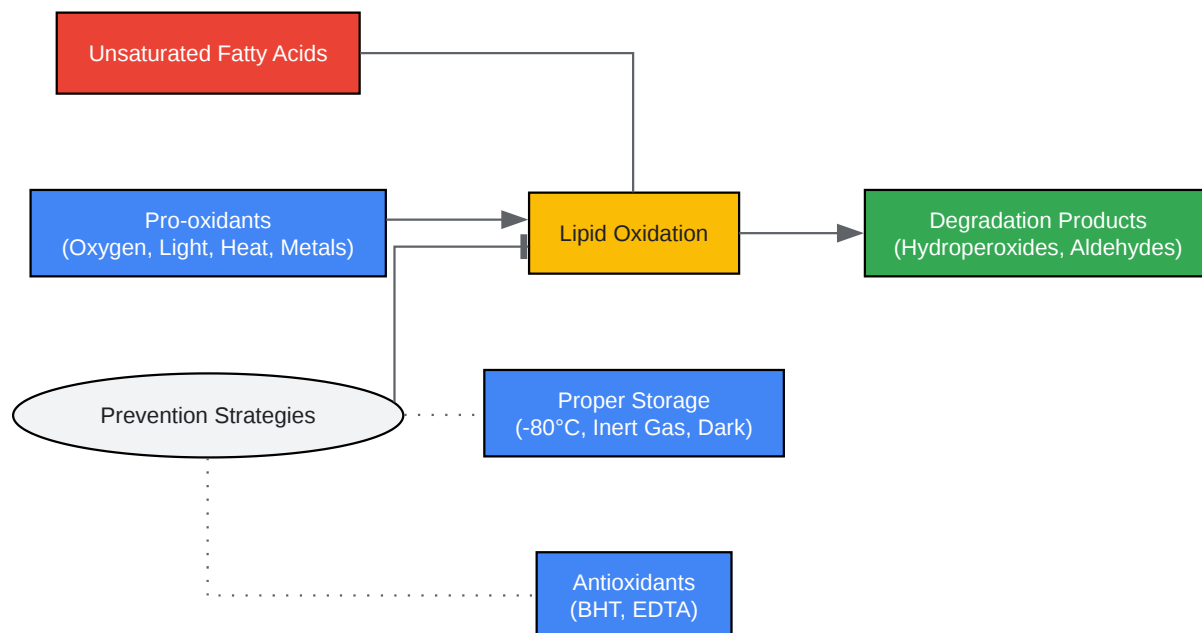 Unsaturated Fatty Acids
Pro-oxidants
(Oxygen, Light, Heat, Metals)
Lipid Oxidation
Degradation Products
(Hydroperoxides, Aldehydes)
Prevention Strategies
Proper Storage
(-80°C, Inert Gas, Dark)
Antioxidants
(BHT, EDTA)